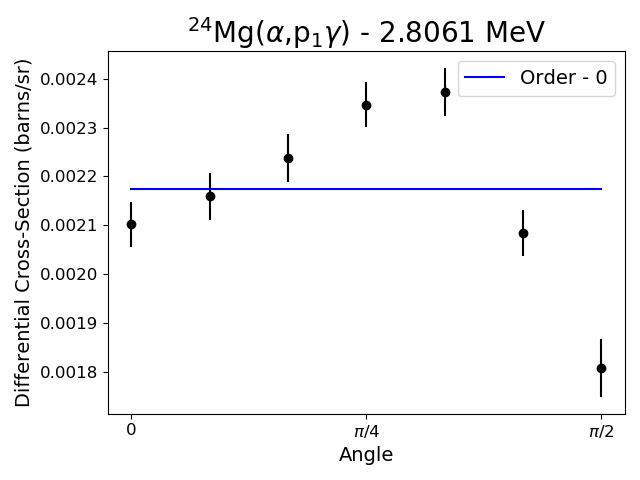 ²⁴Mg(α,p₁γ) - 2.8061 MeV
Differential Cross-Section (barns/sr)
0.0024
0.0023
0.0022
0.0021
0.0020
0.0019
0.0018
Order - 0
0
π/4
π/2
Angle